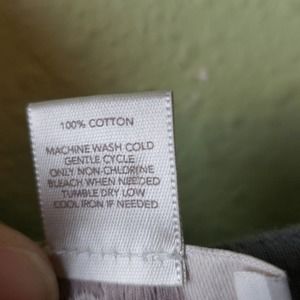 100% COTTON
MACHINE WASH COLD
GENTLE CYCLE
ONLY NON-CHLORINE
BLEACH WHEN NEEDED
TUMBLE DRY LOW
COOL IRON IF NEEDED